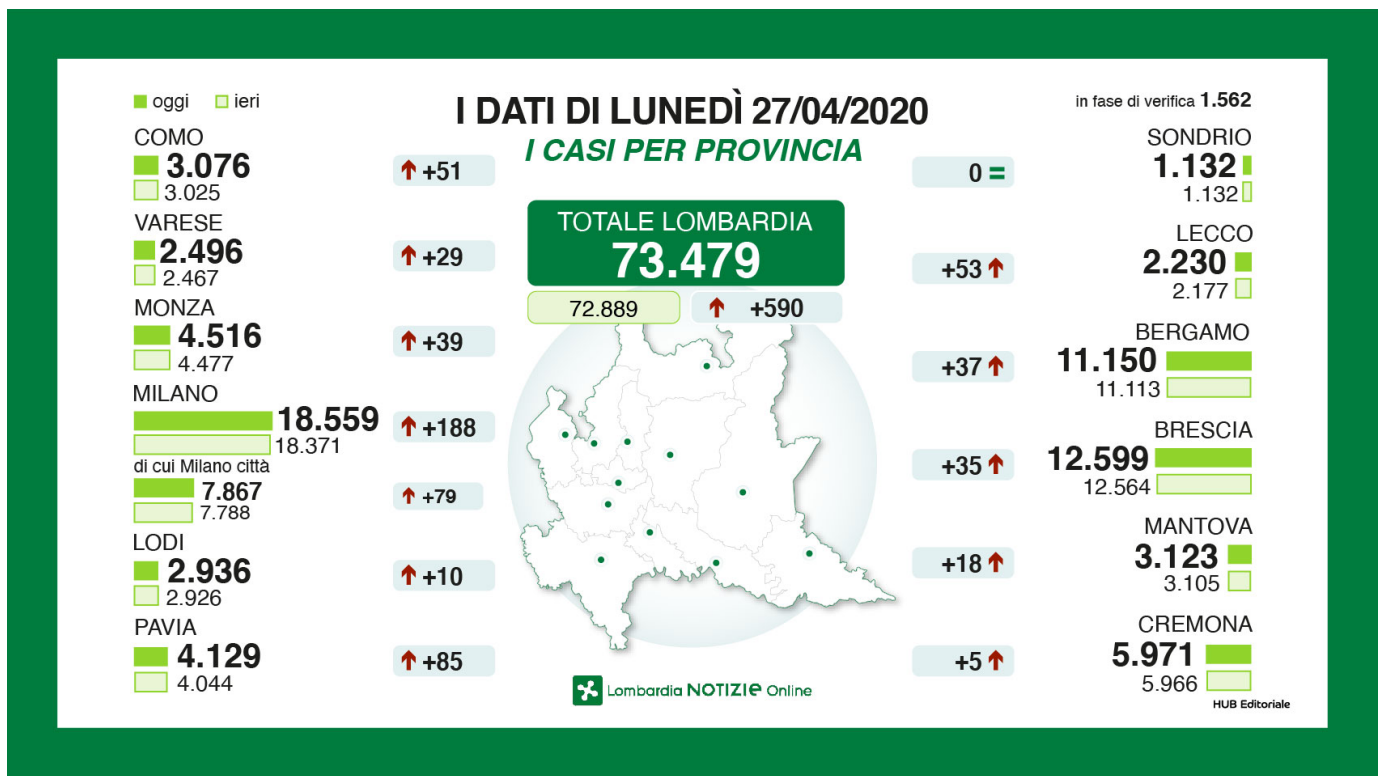 oggi ieri
I DATI DI LUNEDÌ 27/04/2020
I CASI PER PROVINCIA
in fase di verifica 1.562
TOTALE LOMBARDIA
73.479
72.889
+590
COMO
3.076
3.025
+51
VARESE
2.496
2.467
+29
MONZA
4.516
4.477
+39
MILANO
18.559
18.371
+188
di cui Milano città
7.867
7.788
+79
LODI
2.936
2.926
+10
PAVIA
4.129
4.044
+85
SONDRIO
0 =
1.132
1.132
LECCO
+53
2.230
2.177
BERGAMO
+37
11.150
11.113
BRESCIA
+35
12.599
12.564
MANTOVA
+18
3.123
3.105
CREMONA
+5
5.971
5.966
Lombardia NOTIZIE Online
HUB Editoriale